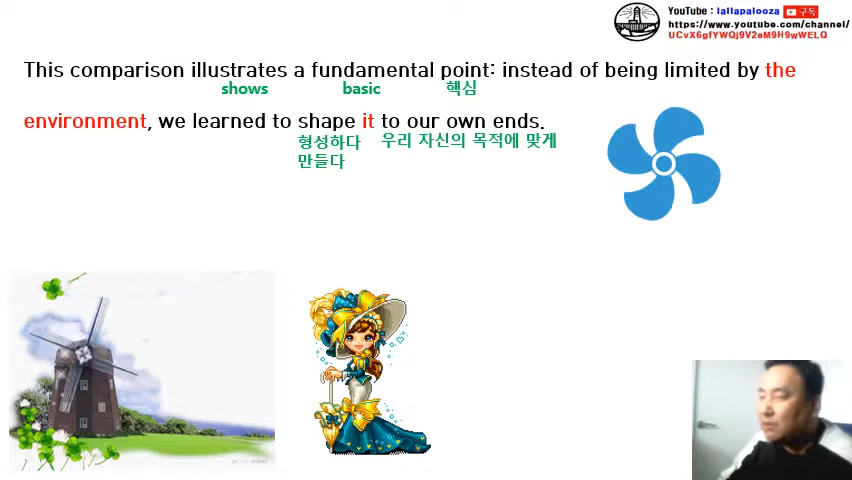 YouTube : lallapalooza 구독
https://www.youtube.com/channel/
UCvX6gfYWQj9V2eM9H9wWELQ
This comparison illustrates a fundamental point: instead of being limited by the
shows basic 핵심
environment, we learned to shape it to our own ends.
형성하다 우리 자신의 목적에 맞게
만들다